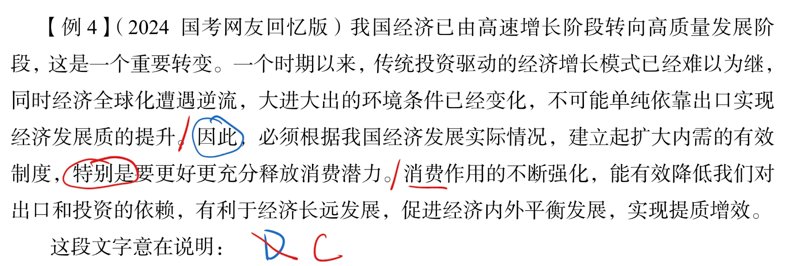 【例 4】（2024 国考网友回忆版）我国经济已由高速增长阶段转向高质量发展阶
段，这是一个重要转变。一个时期以来，传统投资驱动的经济增长模式已经难以为继，
同时经济全球化遭遇逆流，大进大出的环境条件已经变化，不可能单纯依靠出口实现
经济发展质的提升。因此，必须根据我国经济发展实际情况，建立起扩大内需的有效
制度，特别是要更好更充分释放消费潜力。消费作用的不断强化，能有效降低我们对
出口和投资的依赖，有利于经济长远发展，促进经济内外平衡发展，实现提质增效。
这段文字意在说明： D C